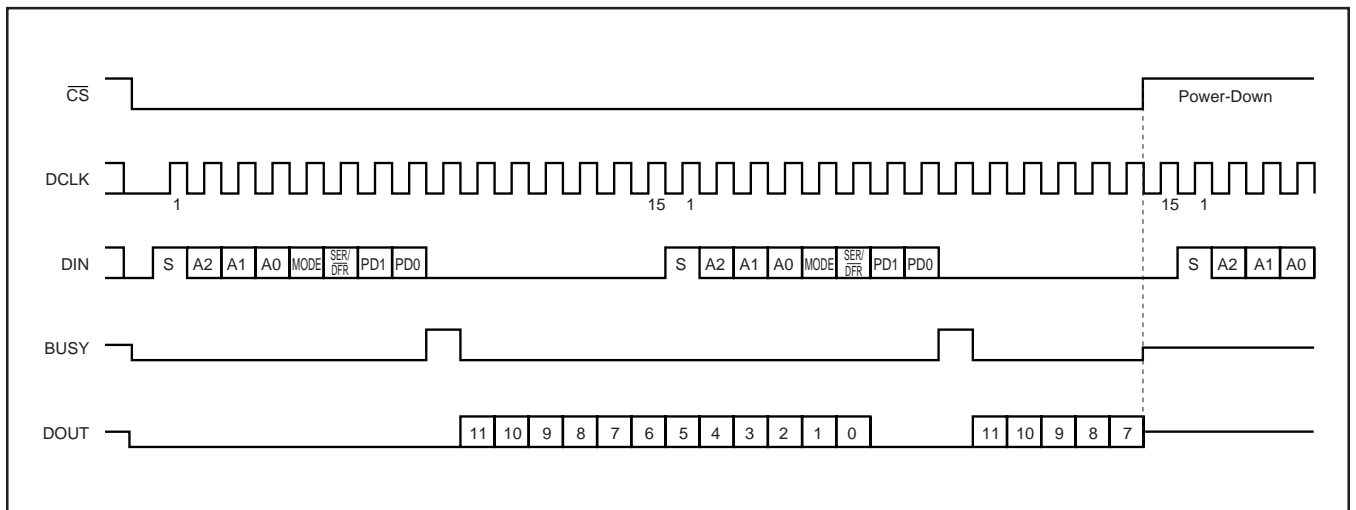 CS Power-Down
DCLK
1 15 1 15 1
DIN S A2 A1 A0 MODE SER/DFR PD1 PD0 S A2 A1 A0 MODE SER/DFR PD1 PD0 S A2 A1 A0
BUSY
DOUT 11 10 9 8 7 6 5 4 3 2 1 0 11 10 9 8 7